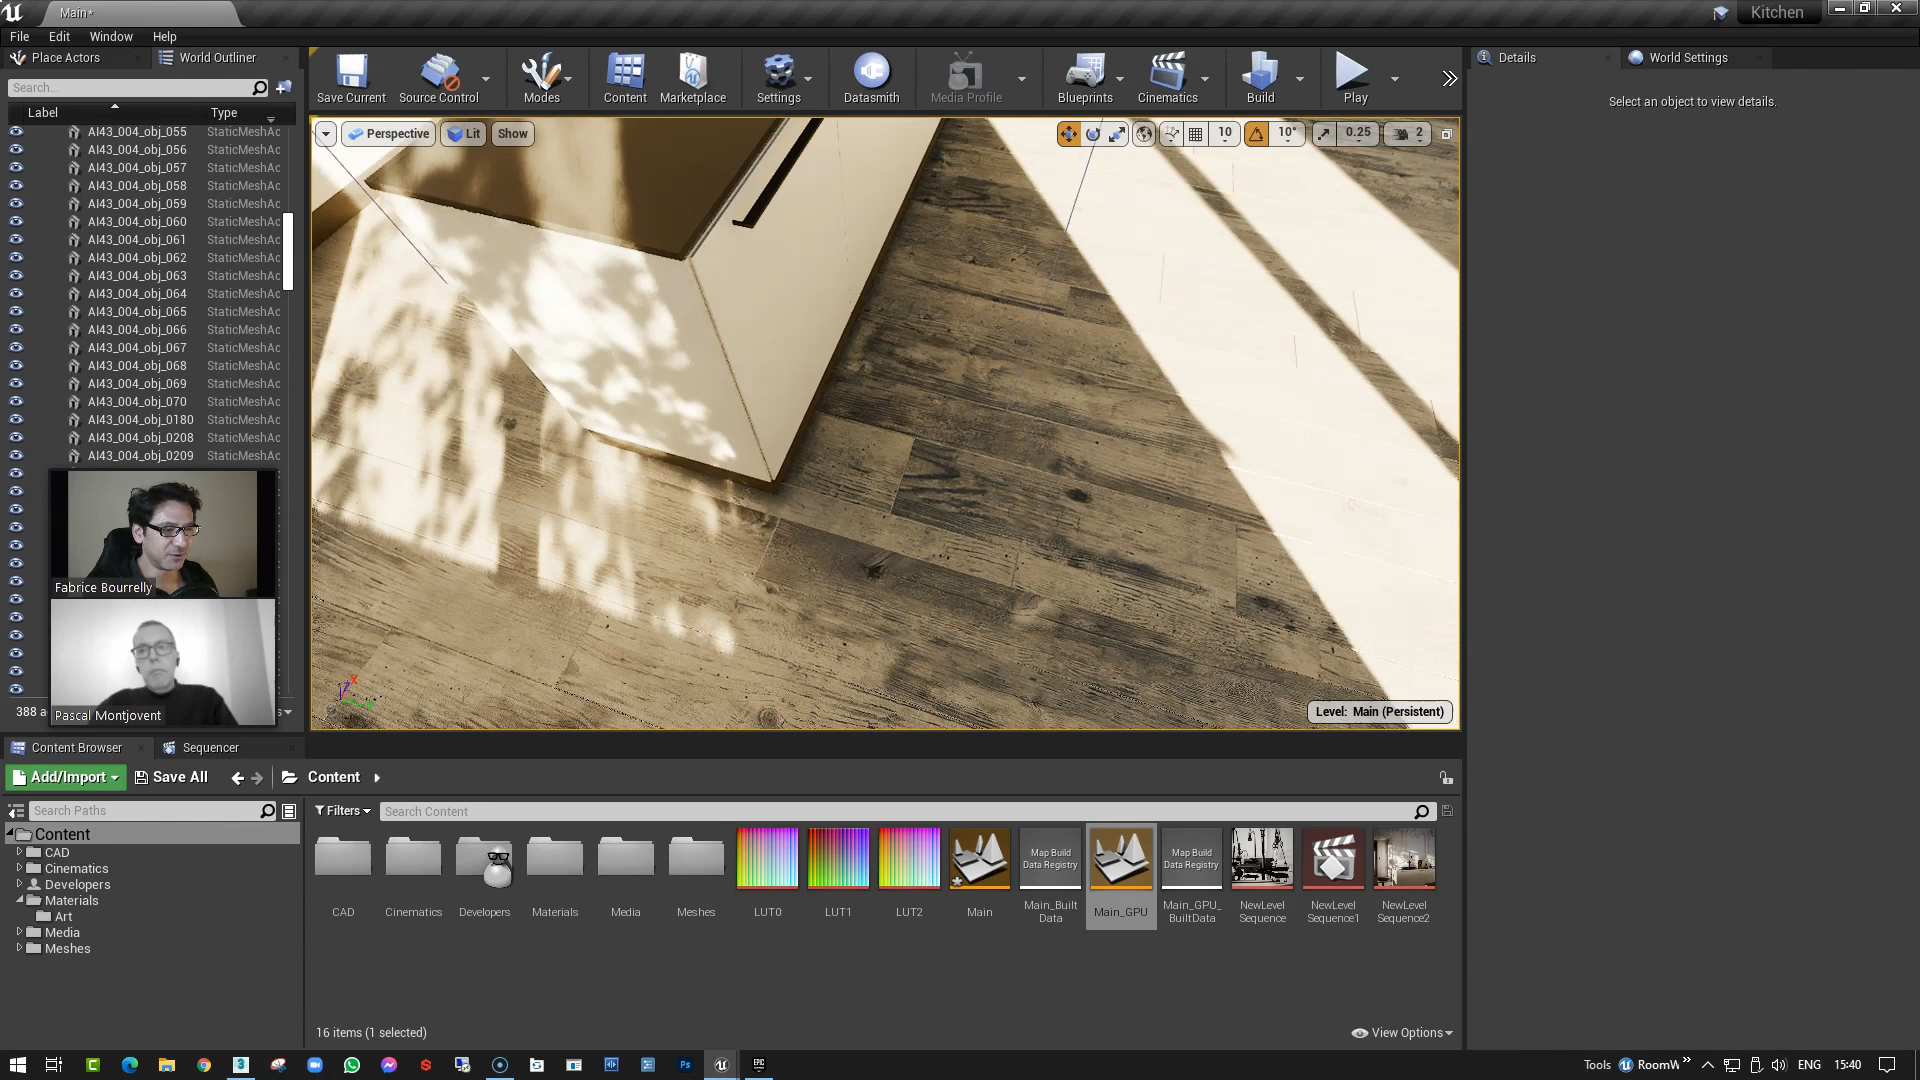 Main*
Kitchen
File Edit Window Help
Place Actors
World Outliner
Search...
Label
Type
AI43_004_obj_055 StaticMeshAc
AI43_004_obj_056 StaticMeshAc
AI43_004_obj_057 StaticMeshAc
AI43_004_obj_058 StaticMeshAc
AI43_004_obj_059 StaticMeshAc
AI43_004_obj_060 StaticMeshAc
AI43_004_obj_061 StaticMeshAc
AI43_004_obj_062 StaticMeshAc
AI43_004_obj_063 StaticMeshAc
AI43_004_obj_064 StaticMeshAc
AI43_004_obj_065 StaticMeshAc
AI43_004_obj_066 StaticMeshAc
AI43_004_obj_067 StaticMeshAc
AI43_004_obj_068 StaticMeshAc
AI43_004_obj_069 StaticMeshAc
AI43_004_obj_070 StaticMeshAc
AI43_004_obj_0180 StaticMeshAc
AI43_004_obj_0208 StaticMeshAc
AI43_004_obj_0209 StaticMeshAc
Fabrice Bourrelly
Pascal Montjovent
388 a
s
Save Current
Source Control
Modes
Content
Marketplace
Settings
Datasmith
Media Profile
Blueprints
Cinematics
Build
Play
Perspective
Lit
Show
10
10°
0.25
2
Level: Main (Persistent)
Details
World Settings
Select an object to view details.
Content Browser
Sequencer
Add/Import
Save All
Content
Search Paths
Content
CAD
Cinematics
Developers
Materials
Art
Media
Meshes
Filters
Search Content
Map Build
Data Registry
Map Build
Data Registry
CAD
Cinematics
Developers
Materials
Media
Meshes
LUT0
LUT1
LUT2
Main
Main_Built
Data
Main_GPU
Main_GPU_
BuiltData
NewLevel
Sequence
NewLevel
Sequence1
NewLevel
Sequence2
16 items (1 selected)
View Options
EPIC
Tools
RoomW
ENG
15:40